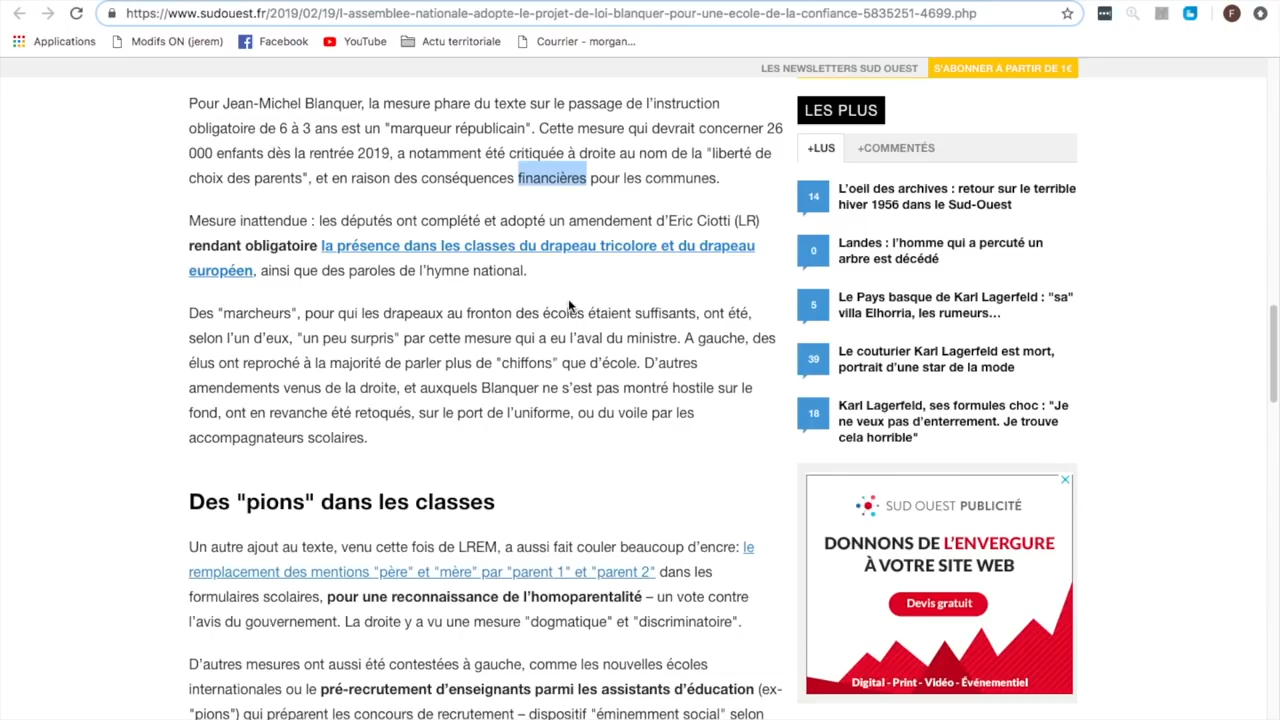 https://www.sudouest.fr/2019/02/19/l-assemblee-nationale-adopte-le-projet-de-loi-blanquer-pour-une-ecole-de-la-confiance-5835251-4699.php
F
Applications
Modifs ON (jerem)
Facebook
YouTube
Actu territoriale
Courrier - morgan...
LES NEWSLETTERS SUD OUEST
S'ABONNER À PARTIR DE 1€
Pour Jean-Michel Blanquer, la mesure phare du texte sur le passage de l'instruction
obligatoire de 6 à 3 ans est un "marqueur républicain". Cette mesure qui devrait concerner 26
000 enfants dès la rentrée 2019, a notamment été critiquée à droite au nom de la "liberté de
choix des parents", et en raison des conséquences financières pour les communes.
Mesure inattendue : les députés ont complété et adopté un amendement d'Eric Ciotti (LR)
rendant obligatoire la présence dans les classes du drapeau tricolore et du drapeau
européen, ainsi que des paroles de l'hymne national.
Des "marcheurs", pour qui les drapeaux au fronton des écoles étaient suffisants, ont été,
selon l'un d'eux, "un peu surpris" par cette mesure qui a eu l'aval du ministre. A gauche, des
élus ont reproché à la majorité de parler plus de "chiffons" que d'école. D'autres
amendements venus de la droite, et auxquels Blanquer ne s'est pas montré hostile sur le
fond, ont en revanche été retoqués, sur le port de l'uniforme, ou du voile par les
accompagnateurs scolaires.
Des "pions" dans les classes
Un autre ajout au texte, venu cette fois de LREM, a aussi fait couler beaucoup d'encre: le
remplacement des mentions "père" et "mère" par "parent 1" et "parent 2" dans les
formulaires scolaires, pour une reconnaissance de l'homoparentalité – un vote contre
l'avis du gouvernement. La droite y a vu une mesure "dogmatique" et "discriminatoire".
D'autres mesures ont aussi été contestées à gauche, comme les nouvelles écoles
internationales ou le pré-recrutement d'enseignants parmi les assistants d'éducation (ex-
"pions") qui préparent les concours de recrutement – dispositif "éminemment social" selon
LES PLUS
+LUS
+COMMENTÉS
14
L'oeil des archives : retour sur le terrible
hiver 1956 dans le Sud-Ouest
0
Landes : l'homme qui a percuté un
arbre est décédé
5
Le Pays basque de Karl Lagerfeld : "sa"
villa Elhorria, les rumeurs...
39
Le couturier Karl Lagerfeld est mort,
portrait d'une star de la mode
18
Karl Lagerfeld, ses formules choc : "Je
ne veux pas d'enterrement. Je trouve
cela horrible"
SUD OUEST PUBLICITÉ
DONNONS DE L'ENVERGURE
À VOTRE SITE WEB
Devis gratuit
Digital - Print - Vidéo - Événementiel